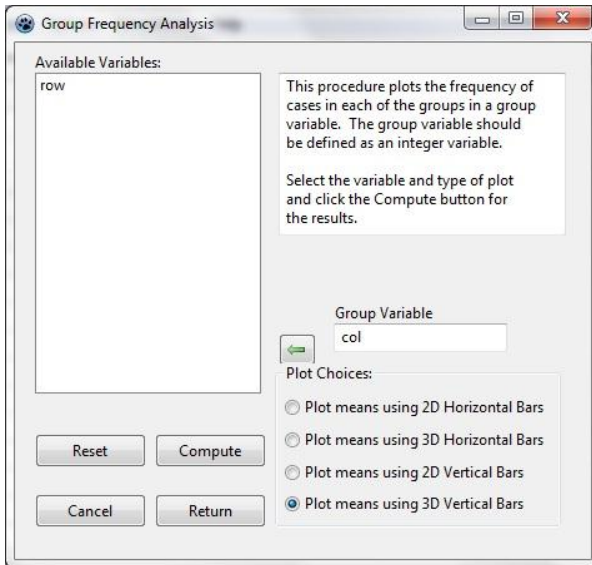 Group Frequency Analysis
Available Variables:
row
This procedure plots the frequency of
cases in each of the groups in a group
variable. The group variable should
be defined as an integer variable.
Select the variable and type of plot
and click the Compute button for
the results.
Group Variable
col
Plot Choices:
Plot means using 2D Horizontal Bars
Plot means using 3D Horizontal Bars
Plot means using 2D Vertical Bars
Plot means using 3D Vertical Bars
Reset
Compute
Cancel
Return